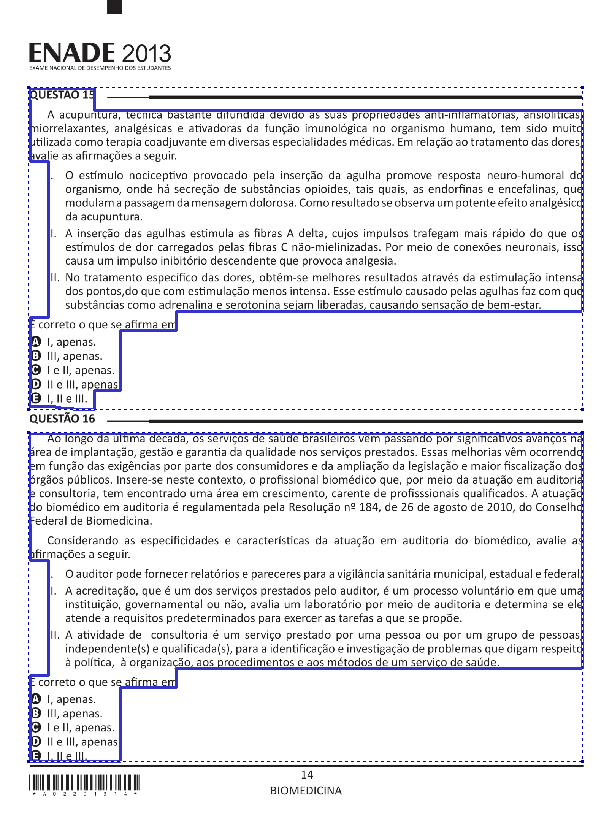 ENADE 2013
EXAME NACIONAL DE DESEMPENHO DOS ESTUDANTES
QUESTÃO 15
A acupuntura, técnica bastante difundida devido às suas propriedades anti-inflamatórias, ansiolíticas,
miorrelaxantes, analgésicas e ativadoras da função imunológica no organismo humano, tem sido muito
utilizada como terapia coadjuvante em diversas especialidades médicas. Em relação ao tratamento das dores,
avalie as afirmações a seguir.
I. O estímulo nociceptivo provocado pela inserção da agulha promove resposta neuro-humoral do
organismo, onde há secreção de substâncias opioides, tais quais, as endorfinas e encefalinas, que
modulam a passagem da mensagem dolorosa. Como resultado se observa um potente efeito analgésico
da acupuntura.
II. A inserção das agulhas estimula as fibras A delta, cujos impulsos trafegam mais rápido do que os
estímulos de dor carregados pelas fibras C não-mielinizadas. Por meio de conexões neuronais, isso
causa um impulso inibitório descendente que provoca analgesia.
III. No tratamento específico das dores, obtêm-se melhores resultados através da estimulação intensa
dos pontos,do que com estimulação menos intensa. Esse estímulo causado pelas agulhas faz com que
substâncias como adrenalina e serotonina sejam liberadas, causando sensação de bem-estar.
É correto o que se afirma em
A I, apenas.
B III, apenas.
C I e II, apenas.
D II e III, apenas.
E I, II e III.
QUESTÃO 16
Ao longo da última década, os serviços de saúde brasileiros vêm passando por significativos avanços na
área de implantação, gestão e garantia da qualidade nos serviços prestados. Essas melhorias vêm ocorrendo
em função das exigências por parte dos consumidores e da ampliação da legislação e maior fiscalização dos
órgãos públicos. Insere-se neste contexto, o profissional biomédico que, por meio da atuação em auditoria
e consultoria, tem encontrado uma área em crescimento, carente de profisssionais qualificados. A atuação
do biomédico em auditoria é regulamentada pela Resolução nº 184, de 26 de agosto de 2010, do Conselho
Federal de Biomedicina.
Considerando as especificidades e características da atuação em auditoria do biomédico, avalie as
afirmações a seguir.
I. O auditor pode fornecer relatórios e pareceres para a vigilância sanitária municipal, estadual e federal.
II. A acreditação, que é um dos serviços prestados pelo auditor, é um processo voluntário em que uma
instituição, governamental ou não, avalia um laboratório por meio de auditoria e determina se ele
atende a requisitos predeterminados para exercer as tarefas a que se propõe.
III. A atividade de consultoria é um serviço prestado por uma pessoa ou por um grupo de pessoas,
independente(s) e qualificada(s), para a identificação e investigação de problemas que digam respeito
à política, à organização, aos procedimentos e aos métodos de um serviço de saúde.
É correto o que se afirma em
A I, apenas.
B III, apenas.
C I e II, apenas.
D II e III, apenas.
E I, II e III.
14
BIOMEDICINA